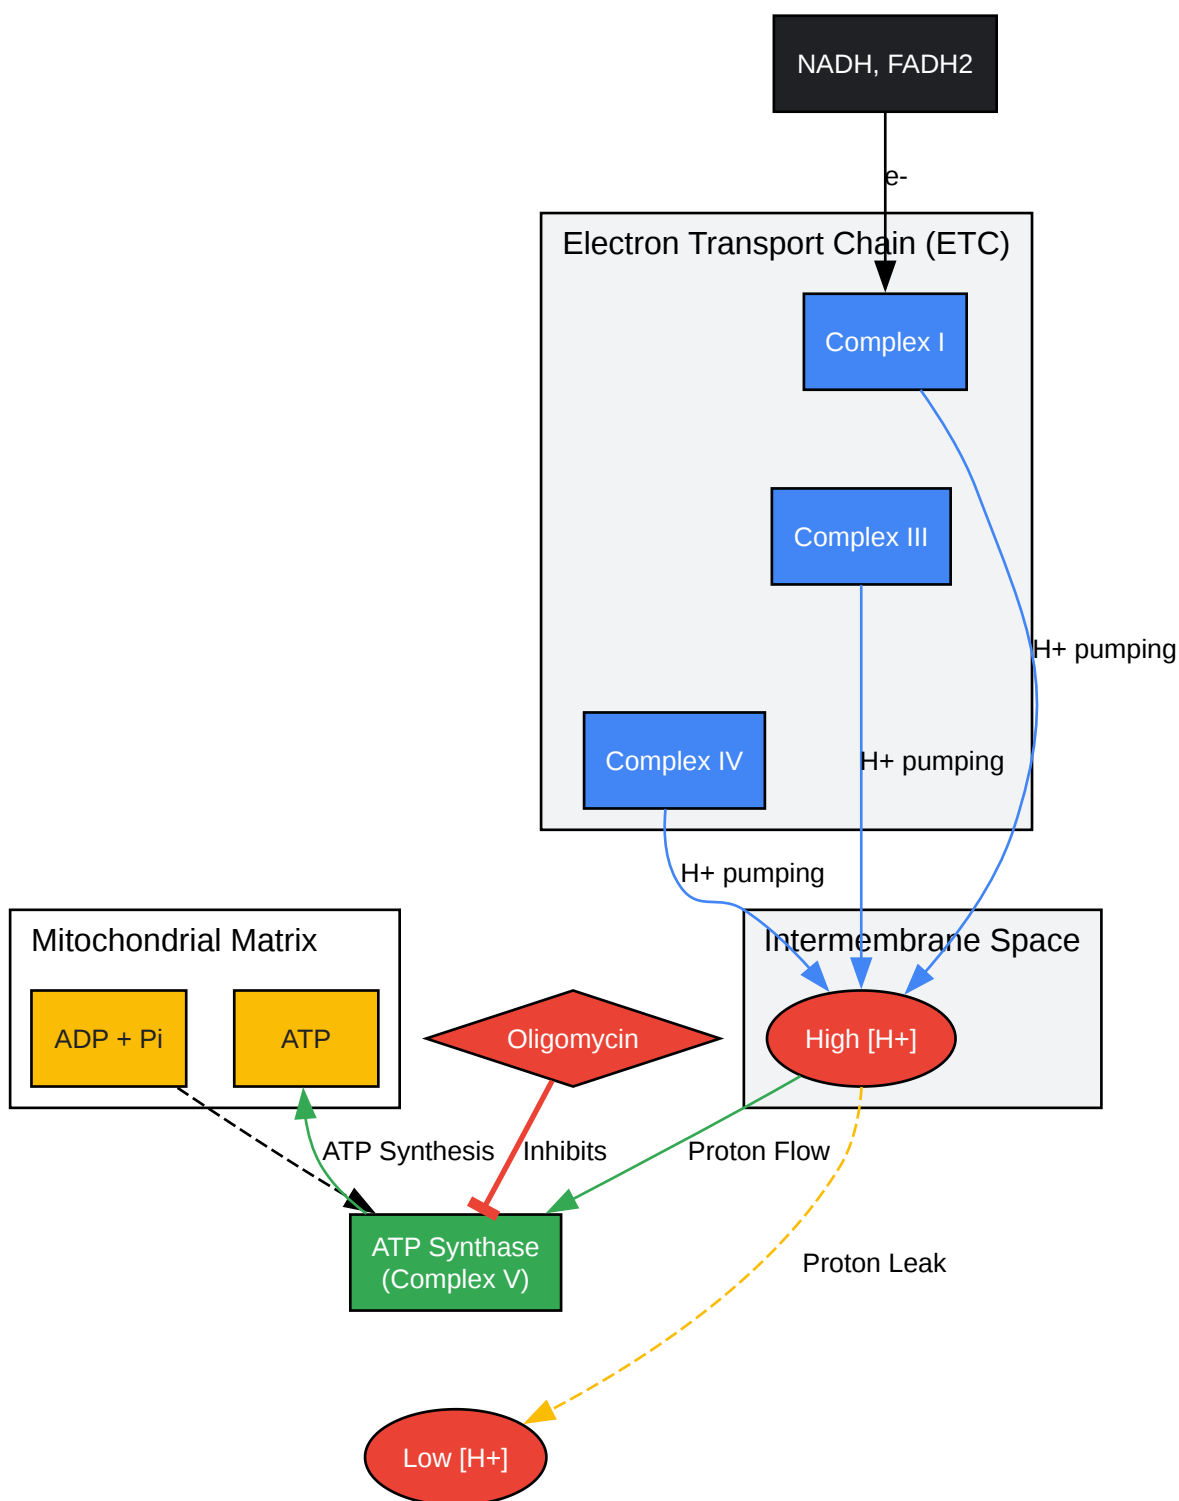 NADH, FADH2
e-
Electron Transport Chain (ETC)
Complex I
Complex III
H+ pumping
Complex IV
H+ pumping
H+ pumping
Mitochondrial Matrix
Intermembrane Space
ADP + Pi
ATP
Oligomycin
High [H+]
ATP Synthesis
Inhibits
Proton Flow
ATP Synthase
(Complex V)
Proton Leak
Low [H+]